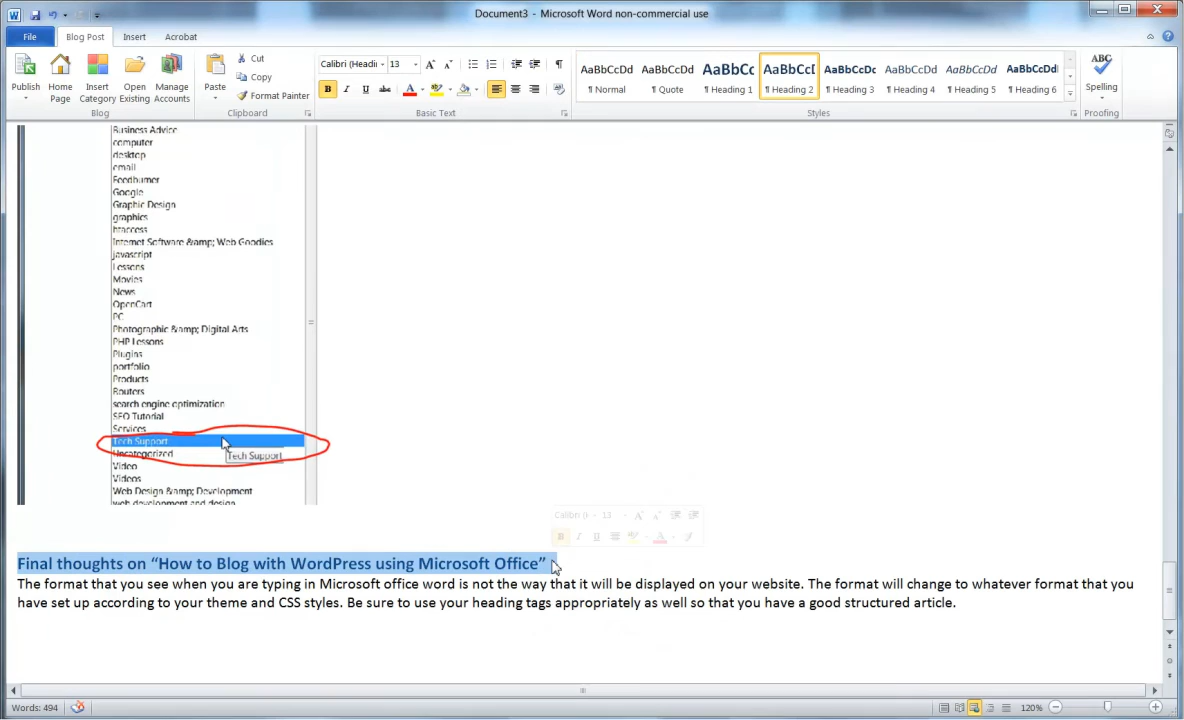 Document3 - Microsoft Word non-commercial use
File Blog Post Insert Acrobat
Publish Home Page Insert Category Open Existing Manage Accounts
Blog
Paste Cut Copy Format Painter
Clipboard
Calibri (Headi 13
Basic Text
AaBbCcDd AaBbCcDd AaBbCc AaBbCcI AaBbCcDc AaBbCcDd AaBbCcDd AaBbCcDd
¶ Normal ¶ Quote ¶ Heading 1 ¶ Heading 2 ¶ Heading 3 ¶ Heading 4 ¶ Heading 5 ¶ Heading 6
Styles
ABC
Spelling
Proofing
Business Advice
computer
desktop
email
Feedburner
Google
Graphic Design
graphics
htaccess
Internet Software &amp; Web Goodies
javascript
Lessons
Movies
News
OpenCart
PC
Photographic &amp; Digital Arts
PHP Lessons
Plugins
portfolio
Products
Routers
search engine optimization
SEO Tutorial
Services
Tech Support
Uncategorized Tech Support
Video
Videos
Web Design &amp; Development
web development and design
Calibri (H 13
Final thoughts on “How to Blog with WordPress using Microsoft Office”
The format that you see when you are typing in Microsoft office word is not the way that it will be displayed on your website. The format will change to whatever format that you
have set up according to your theme and CSS styles. Be sure to use your heading tags appropriately as well so that you have a good structured article.
Words: 494 120%